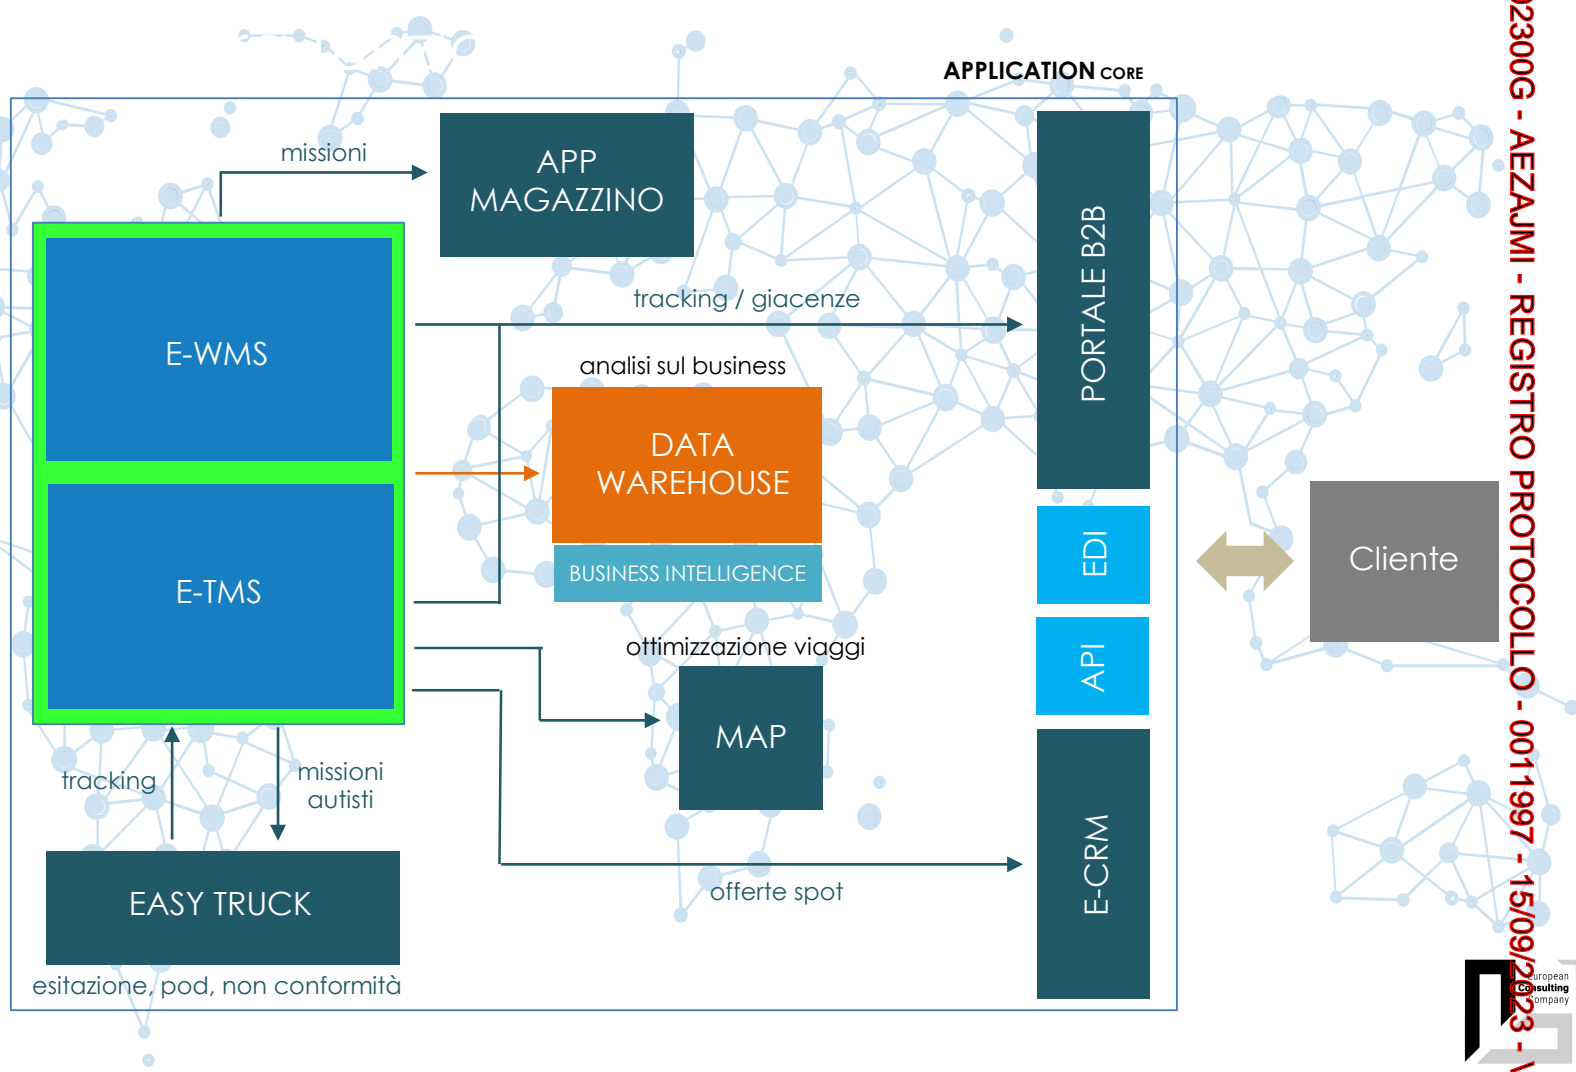 APPLICATION CORE
missioni
APP
MAGAZZINO
PORTALE B2B
tracking / giacenze
E-WMS
analisi sul business
DATA
WAREHOUSE
BUSINESS INTELLIGENCE
EDI
Cliente
E-TMS
ottimizzazione viaggi
API
MAP
tracking
missioni
autisti
E-CRM
EASY TRUCK
offerte spot
esitazione, pod, non conformità
02300G - AEZAJMI - REGISTRO PROTOCOLLO - 0011997 - 15/09/2023 -
European
Consulting
Company